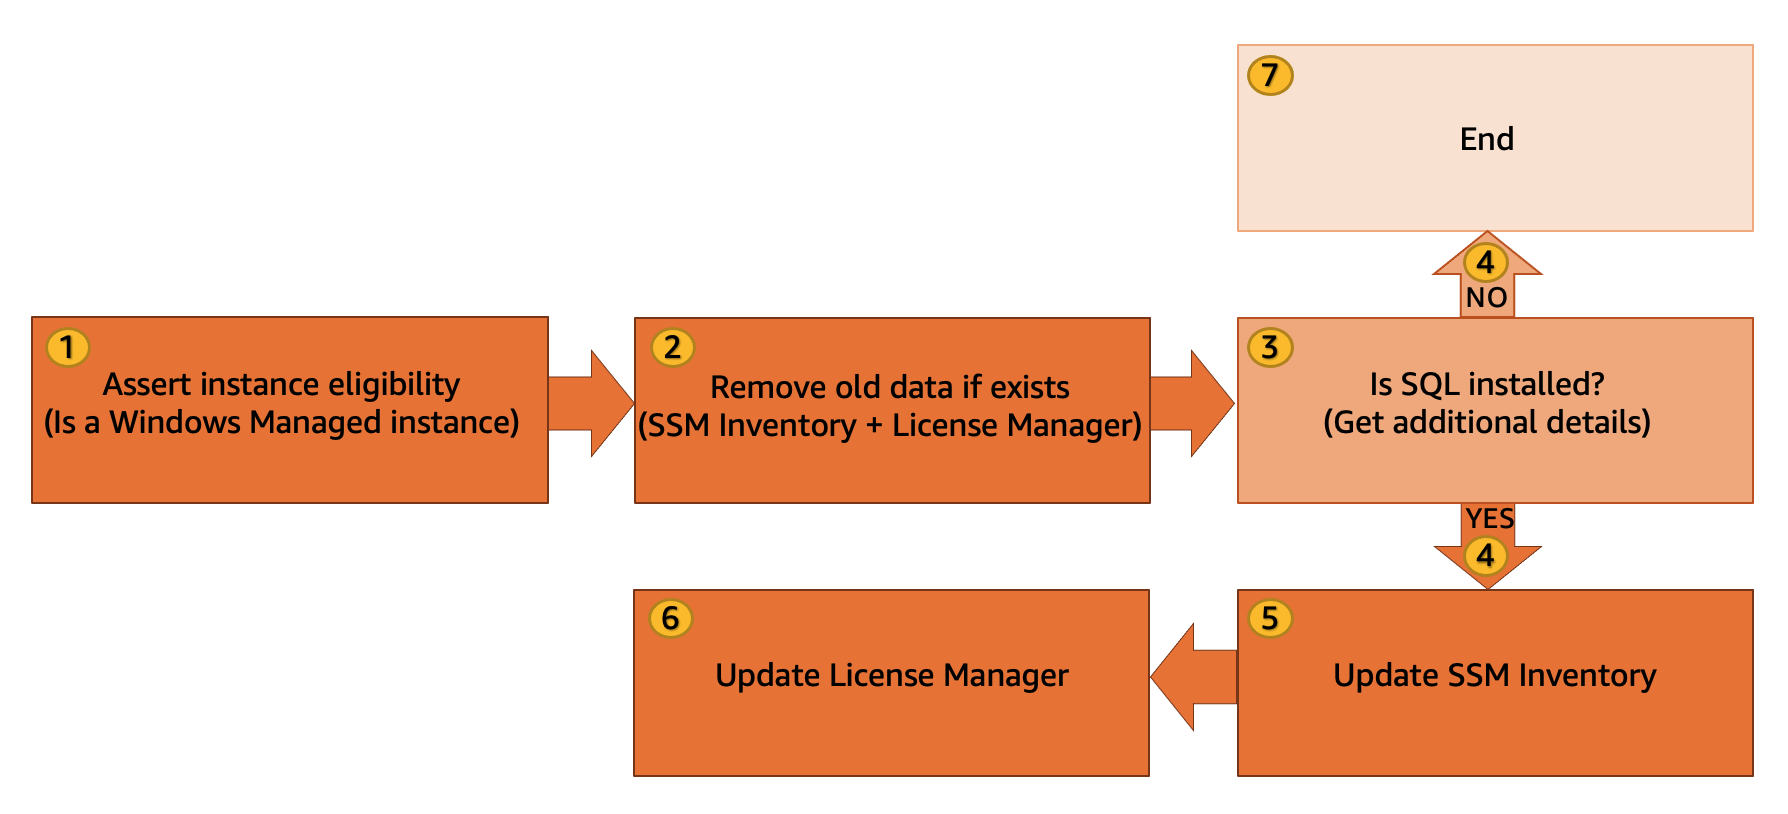 7
End
4
NO
1
Assert instance eligibility
(Is a Windows Managed instance)
2
Remove old data if exists
(SSM Inventory + License Manager)
3
Is SQL installed?
(Get additional details)
YES
4
6
Update License Manager
5
Update SSM Inventory